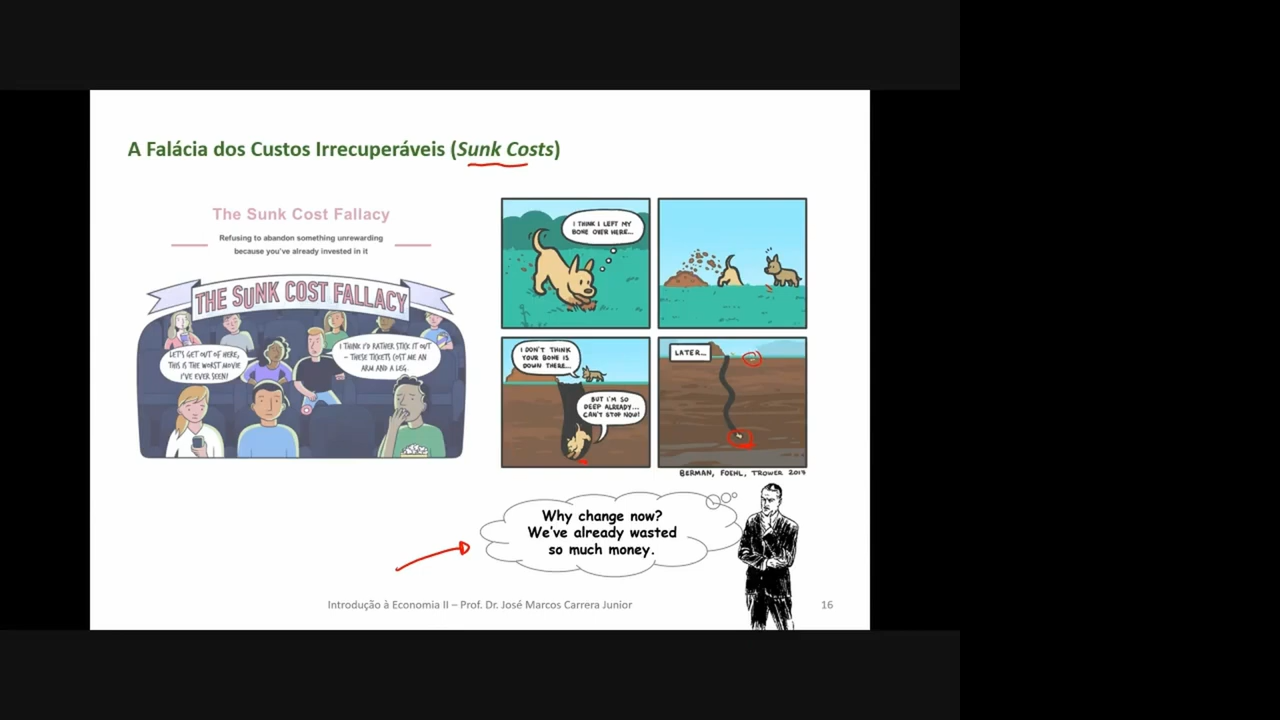 A Falácia dos Custos Irrecuperáveis (Sunk Costs)
The Sunk Cost Fallacy
Refusing to abandon something unrewarding
because you've already invested in it
THE SUNK COST FALLACY
LET'S GET OUT OF HERE,
THIS IS THE WORST MOVIE
I'VE EVER SEEN!
I THINK I'D RATHER STICK IT OUT
– THESE TICKETS COST ME AN
ARM AND A LEG.
I THINK I LEFT MY
BONE OVER HERE...
I DON'T THINK
YOUR BONE IS
DOWN THERE...
BUT I'M SO
DEEP ALREADY...
CAN'T STOP NOW!
LATER...
BERMAN, FOEHL, TROWER 2017
Why change now?
We've already wasted
so much money.
Introdução à Economia II – Prof. Dr. José Marcos Carrera Junior
16